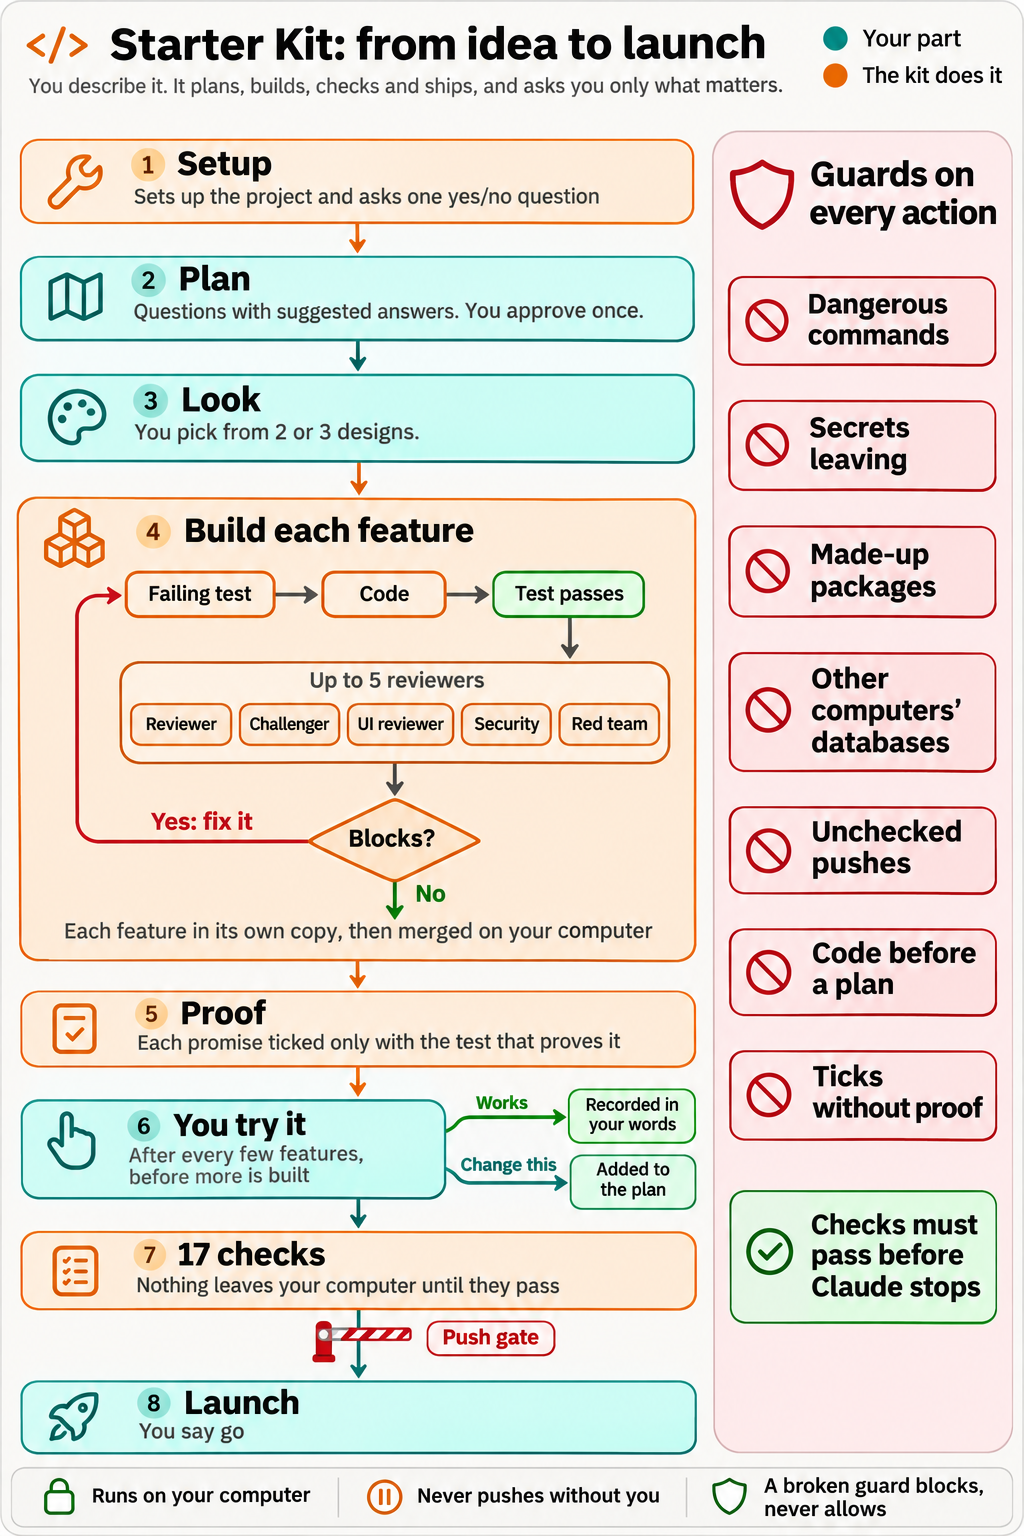 </> Starter Kit: from idea to launch
You describe it. It plans, builds, checks and ships, and asks you only what matters.
Your part
The kit does it
1 Setup
Sets up the project and asks one yes/no question
2 Plan
Questions with suggested answers. You approve once.
3 Look
You pick from 2 or 3 designs.
4 Build each feature
Failing test
Code
Test passes
Up to 5 reviewers
Reviewer
Challenger
UI reviewer
Security
Red team
Blocks?
Yes: fix it
No
Each feature in its own copy, then merged on your computer
5 Proof
Each promise ticked only with the test that proves it
6 You try it
After every few features,
before more is built
Works
Recorded in
your words
Change this
Added to
the plan
7 17 checks
Nothing leaves your computer until they pass
Push gate
8 Launch
You say go
Guards on
every action
Dangerous
commands
Secrets
leaving
Made-up
packages
Other
computers’
databases
Unchecked
pushes
Code before
a plan
Ticks
without proof
Checks must
pass before
Claude stops
Runs on your computer
Never pushes without you
A broken guard blocks,
never allows